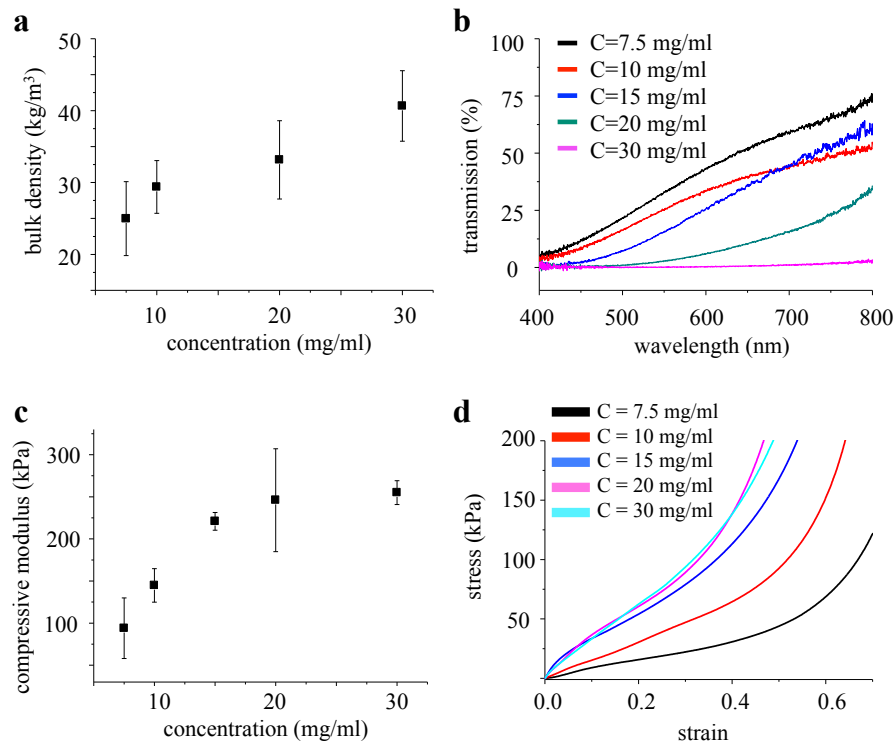 a
50
40
30
20
bulk density (kg/m³)
10
20
30
concentration (mg/ml)
b
C=7.5 mg/ml
C=10 mg/ml
C=15 mg/ml
C=20 mg/ml
C=30 mg/ml
100
75
50
25
0
transmission (%)
400
500
600
700
800
wavelength (nm)
c
300
200
100
compressive modulus (kPa)
10
20
30
concentration (mg/ml)
d
C = 7.5 mg/ml
C = 10 mg/ml
C = 15 mg/ml
C = 20 mg/ml
C = 30 mg/ml
200
150
100
50
stress (kPa)
0.0
0.2
0.4
0.6
strain